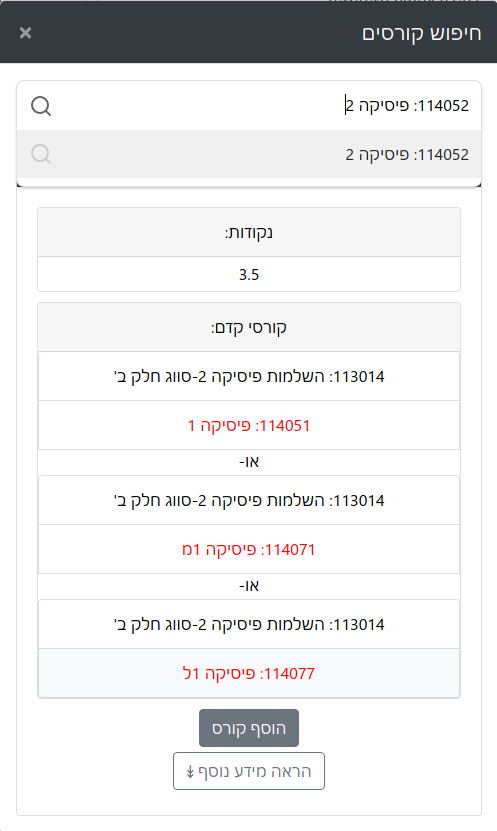 חיפוש קורסים ×
114052: פיסיקה 2
114052: פיסיקה 2
נקודות:
3.5
קורסי קדם:
113014: השלמות פיסיקה 2-סווג חלק ב'
114051: פיסיקה 1
או-
113014: השלמות פיסיקה 2-סווג חלק ב'
114071: פיסיקה 1מ
או-
113014: השלמות פיסיקה 2-סווג חלק ב'
114077: פיסיקה 1ל
הוסף קורס
הראה מידע נוסף ↡